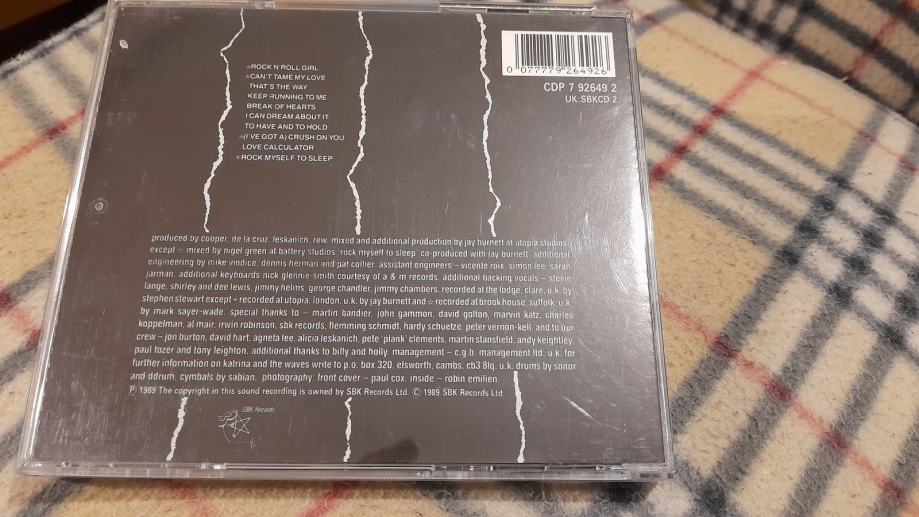 ☆ROCK N'ROLL GIRL
☆CAN'T TAME MY LOVE
THAT'S THE WAY
KEEP RUNNING TO ME
BREAK OF HEARTS
I CAN DREAM ABOUT IT
TO HAVE AND TO HOLD
☆(I'VE GOT A) CRUSH ON YOU
LOVE CALCULATOR
+ROCK MYSELF TO SLEEP
0 077779 264926
CDP 7 92649 2
UK SBKCD 2
produced by cooper, de la cruz, leskanich, rew. mixed and additional production by jay burnett at utopia studios,
except ☆ mixed by nigel green at battery studios 'rock myself to sleep' co-produced with jay burnett. additional
engineering by mike vindice, dennis herman and pat collier. assistant engineers – vicente roix, simon lee, sarah
jarman. additional keyboards nick glennie-smith courtesy of a & m records. additional backing vocals – stevie
lange, shirley and dee lewis, jimmy helms, george chandler, jimmy chambers. recorded at the lodge, clare, u.k. by
stephen stewart except + recorded at utopia, london, u.k. by jay burnett and ☆ recorded at brook house, suffolk, u.k.
by mark sayer-wade. special thanks to – martin bandier, john gammon, david golton, marvin katz, charles
koppelman, al mair, irwin robinson, sbk records, flemming schmidt, hardy schuetze, peter vernon-kell, and to our
crew – jon burton, david hart, agneta lee, alicia leskanich, pete 'plank' clements, martin stansfield, andy keightley,
paul tozer and tony leighton. additional thanks to billy and holly. management – c.g.b. management ltd. u.k. for
further information on katrina and the waves write to p.o. box 320, elsworth, cambs. cb3 8lq. u.k. drums by sonor
and ddrum, cymbals by sabian. photography: front cover – paul cox. inside – robin emilien.
Ⓟ 1989 The copyright in this sound recording is owned by SBK Records Ltd. © 1989 SBK Records Ltd.
SBK Records